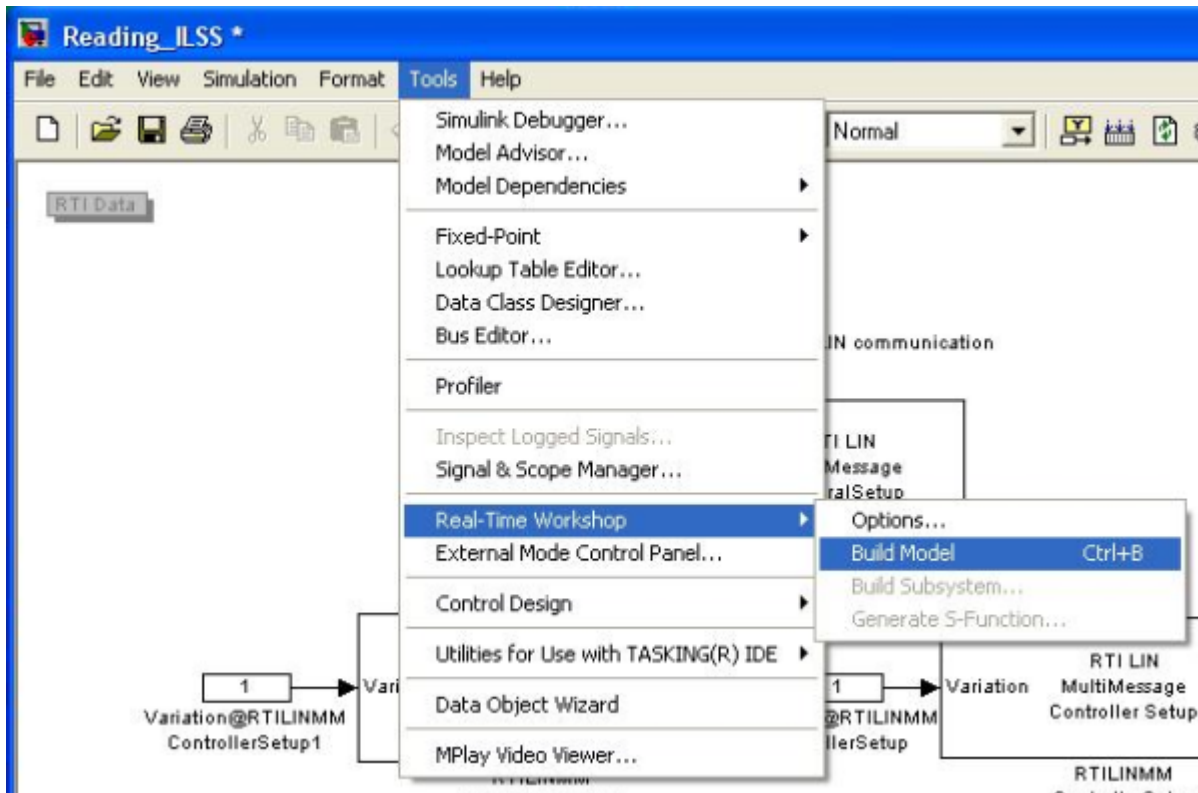 Reading_ILSS *
File Edit View Simulation Format Tools Help
Normal
RTI Data
Simulink Debugger...
Model Advisor...
Model Dependencies
Fixed-Point
Lookup Table Editor...
Data Class Designer...
Bus Editor...
IN communication
Profiler
Inspect Logged Signals...
Signal & Scope Manager...
TI LIN
Message
ralSetup
Real-Time Workshop
External Mode Control Panel...
Options...
Build Model Ctrl+B
Build Subsystem...
Generate S-Function...
Control Design
Utilities for Use with TASKING(R) IDE
Data Object Wizard
MPlay Video Viewer...
1
Vari
Variation@RTILINMM
ControllerSetup1
1
Variation
@RTILINMM
llerSetup
RTI LIN
MultiMessage
Controller Setup
RTILINMM